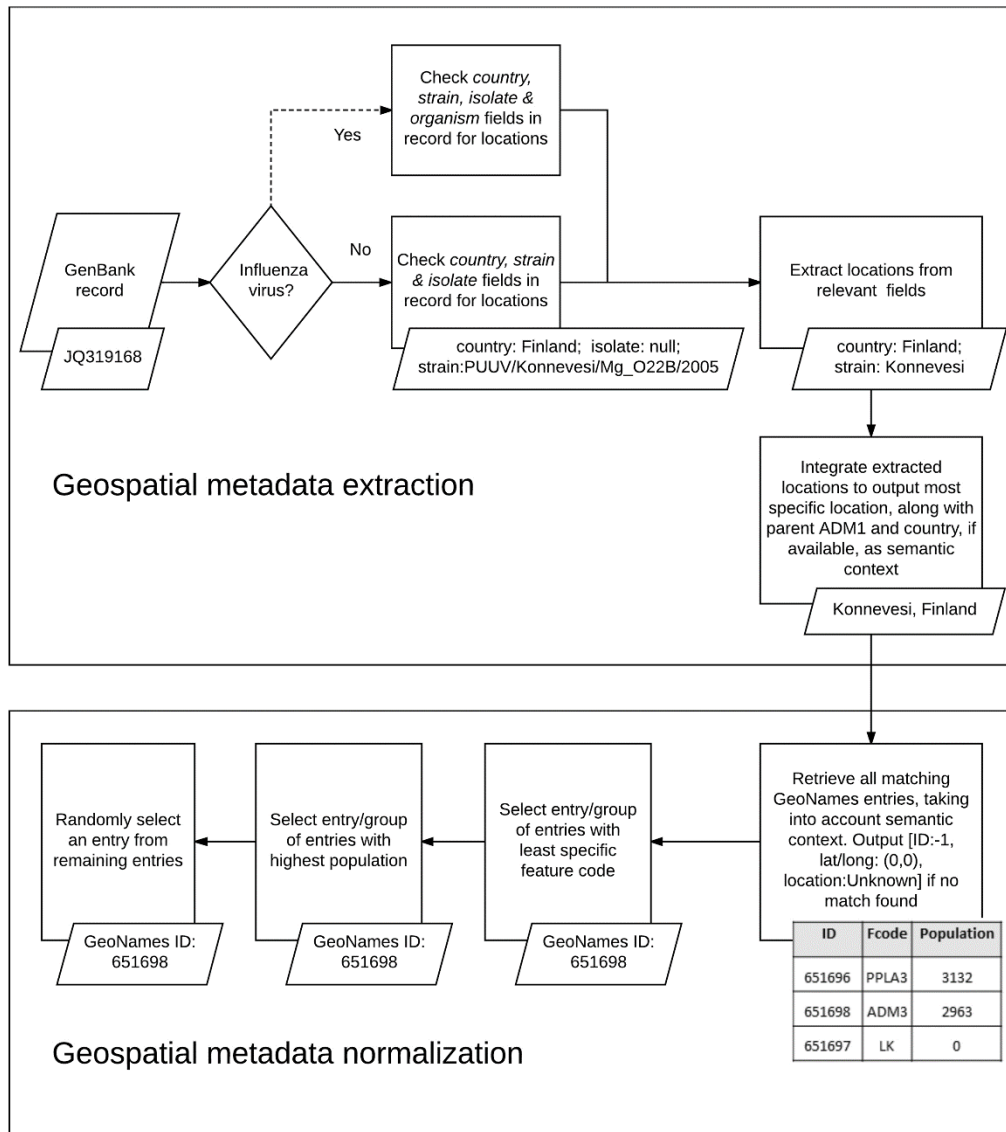 Check country,
strain, isolate &
organism fields in
record for locations
Yes
GenBank
record
JQ319168
Influenza
virus?
No
Check country, strain
& isolate fields in
record for locations
country: Finland;  isolate: null;
strain:PUUV/Konnevesi/Mg_O22B/2005
Extract locations from
relevant fields
country: Finland;
strain: Konnevesi
Integrate extracted
locations to output most
specific location, along with
parent ADM1 and country, if
available, as semantic
context
Konnevesi, Finland
Geospatial metadata extraction
Retrieve all matching
GeoNames entries, taking
into account semantic
context. Output [ID:-1,
lat/long: (0,0),
location:Unknown] if no
match found
ID Fcode Population
651696 PPLA3 3132
651698 ADM3 2963
651697 LK 0
Select entry/group
of entries with
least specific
feature code
GeoNames ID:
651698
Select entry/group
of entries with
highest population
GeoNames ID:
651698
Randomly select
an entry from
remaining entries
GeoNames ID:
651698
Geospatial metadata normalization